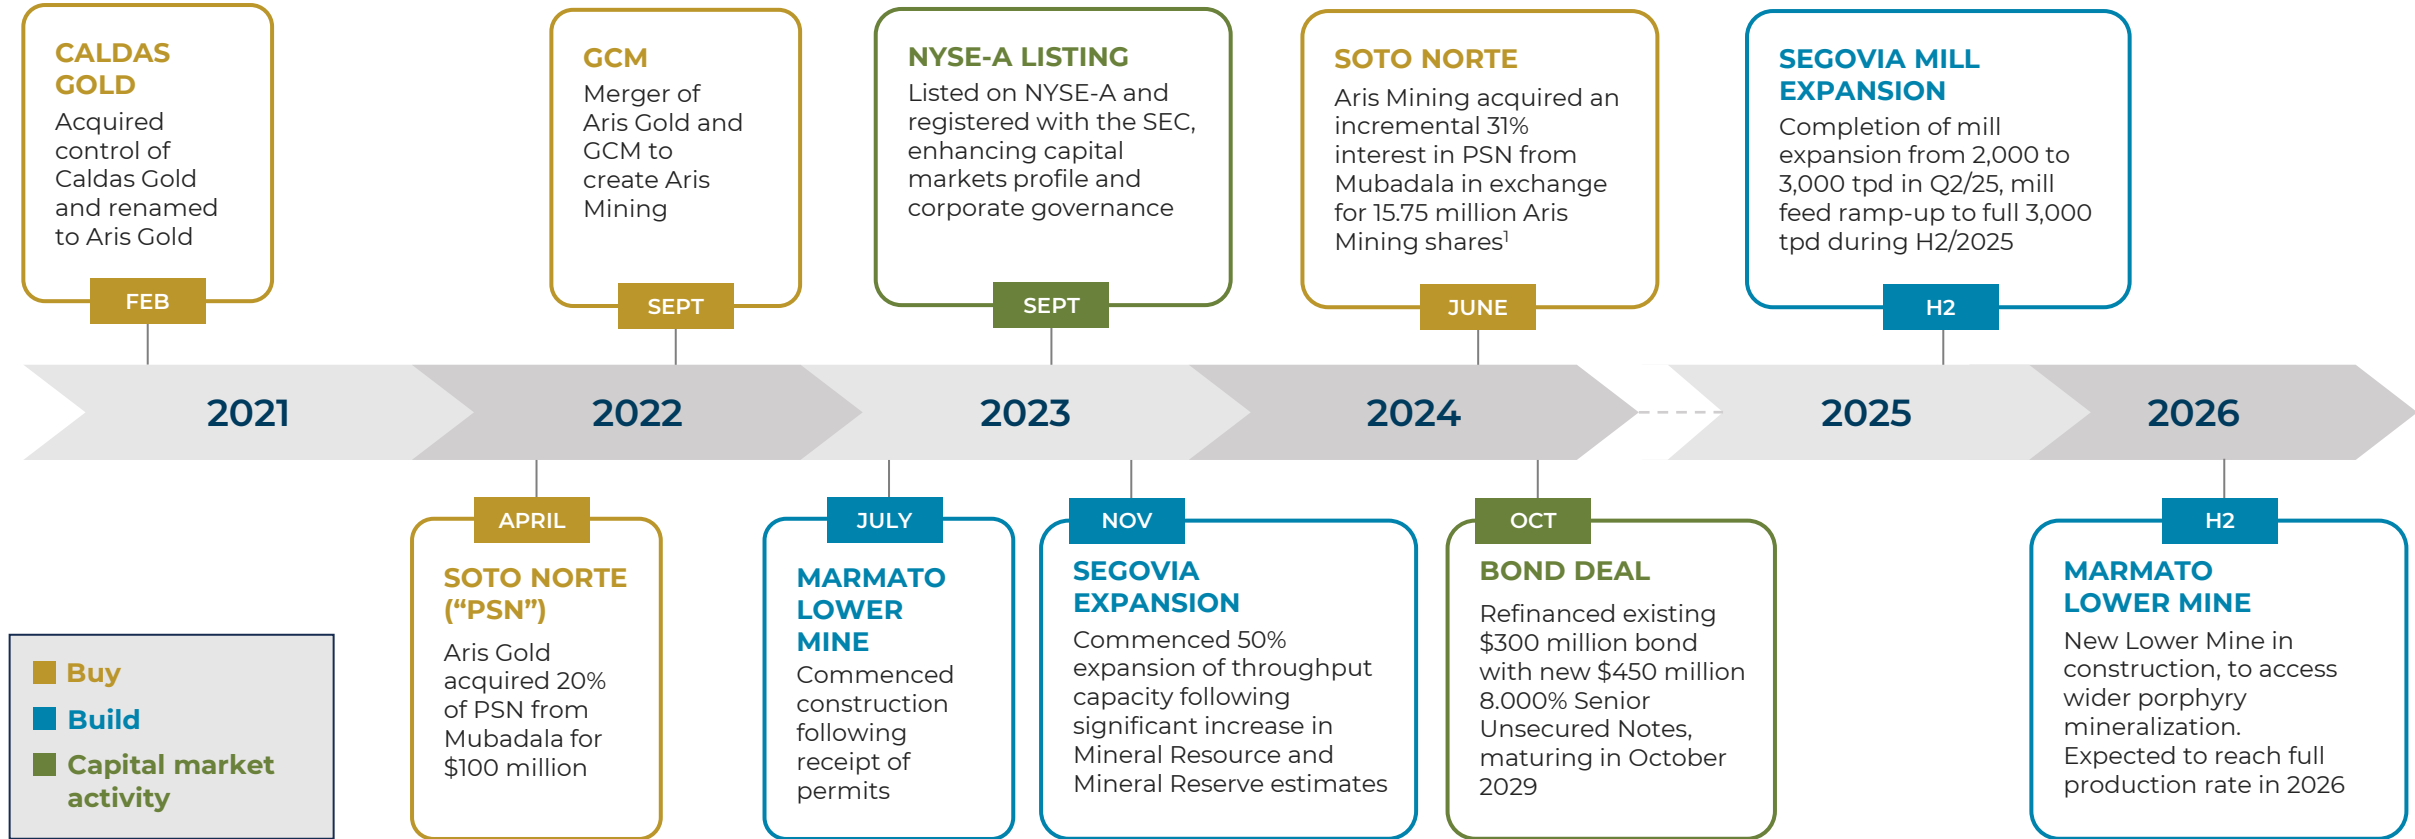 CALDAS
GOLD
Acquired
control of
Caldas Gold
and renamed
to Aris Gold
FEB
GCM
Merger of
Aris Gold and
GCM to
create Aris
Mining
SEPT
NYSE-A LISTING
Listed on NYSE-A and
registered with the SEC,
enhancing capital
markets profile and
corporate governance
SEPT
SOTO NORTE
Aris Mining acquired an
incremental 31%
interest in PSN from
Mubadala in exchange
for 15.75 million Aris
Mining shares¹
JUNE
SEGOVIA MILL
EXPANSION
Completion of mill
expansion from 2,000 to
3,000 tpd in Q2/25, mill
feed ramp-up to full 3,000
tpd during H2/2025
H2
2021
2022
2023
2024
2025
2026
APRIL
SOTO NORTE
(“PSN”)
Aris Gold
acquired 20%
of PSN from
Mubadala for
$100 million
JULY
MARMATO
LOWER
MINE
Commenced
construction
following
receipt of
permits
NOV
SEGOVIA
EXPANSION
Commenced 50%
expansion of throughput
capacity following
significant increase in
Mineral Resource and
Mineral Reserve estimates
OCT
BOND DEAL
Refinanced existing
$300 million bond
with new $450 million
8.000% Senior
Unsecured Notes,
maturing in October
2029
H2
MARMATO
LOWER MINE
New Lower Mine in
construction, to access
wider porphyry
mineralization.
Expected to reach full
production rate in 2026
Buy
Build
Capital market
activity